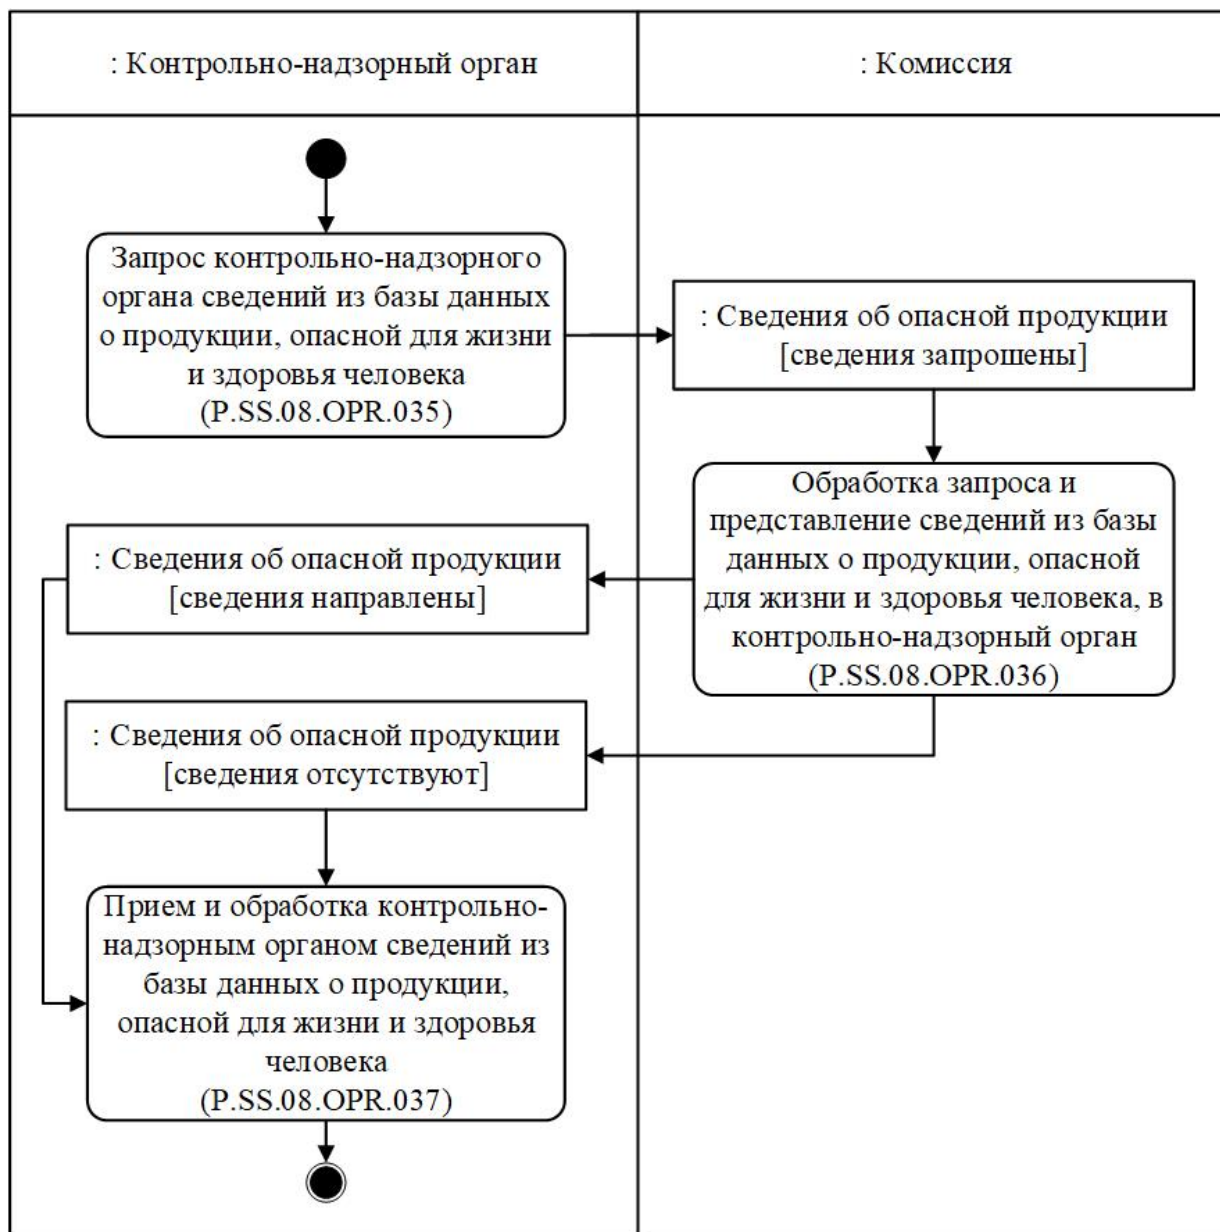 : Контрольно-надзорный орган
: Комиссия
Запрос контрольно-надзорного
органа сведений из базы данных
о продукции, опасной для жизни
и здоровья человека
(P.SS.08.OPR.035)
: Сведения об опасной продукции
[сведения запрошены]
Обработка запроса и
представление сведений из базы
данных о продукции, опасной
для жизни и здоровья человека, в
контрольно-надзорный орган
(P.SS.08.OPR.036)
: Сведения об опасной продукции
[сведения направлены]
: Сведения об опасной продукции
[сведения отсутствуют]
Прием и обработка контрольно-
надзорным органом сведений из
базы данных о продукции,
опасной для жизни и здоровья
человека
(P.SS.08.OPR.037)